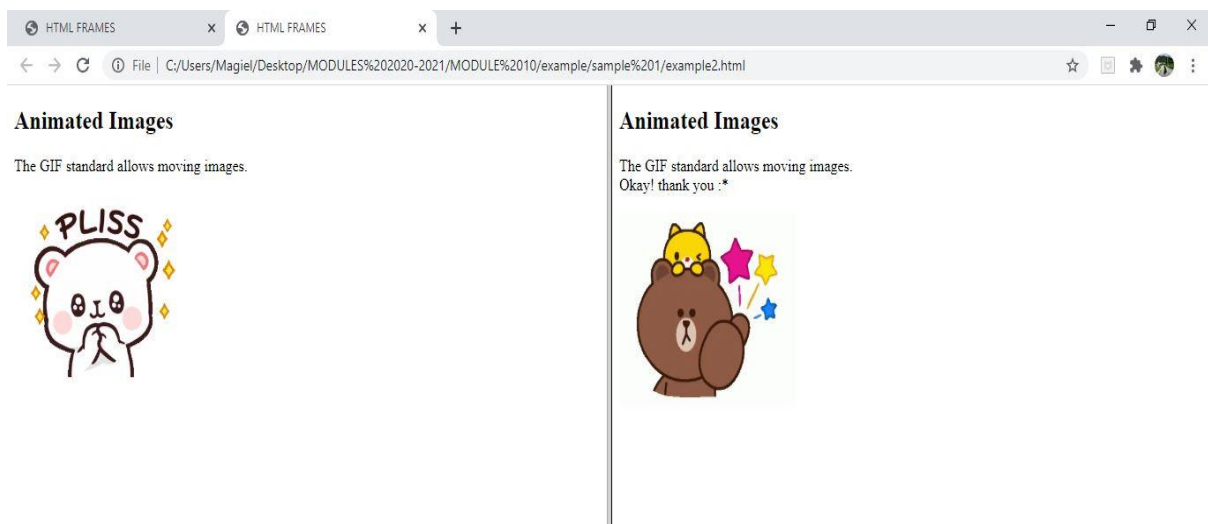 HTML FRAMES
HTML FRAMES
File | C:/Users/Magiel/Desktop/MODULES%202020-2021/MODULE%2010/example/sample%201/example2.html
Animated Images
The GIF standard allows moving images.
PLISS
Animated Images
The GIF standard allows moving images.
Okay! thank you :*